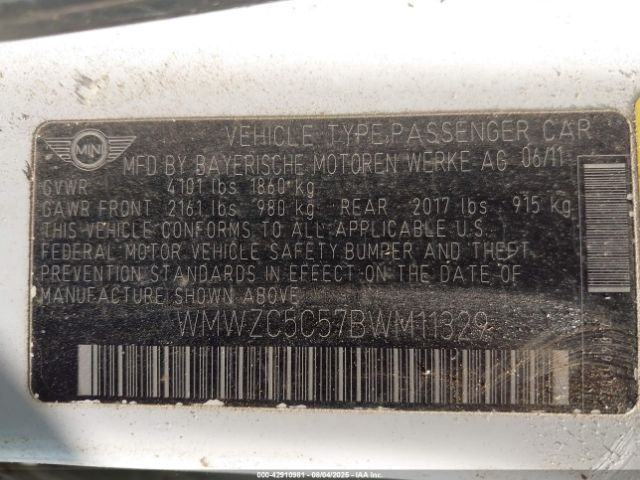 MINI
VEHICLE TYPE:PASSENGER CAR
MFD BY BAYERISCHE MOTOREN WERKE AG 06/11
GVWR 4101 lbs 1860 kg
GAWR FRONT 2161 lbs 980 kg REAR 2017 lbs 915 kg
THIS VEHICLE CONFORMS TO ALL APPLICABLE U.S.
FEDERAL MOTOR VEHICLE SAFETY BUMPER AND THEFT
PREVENTION STANDARDS IN EFFECT ON THE DATE OF
MANUFACTURE SHOWN ABOVE
WMWZC5C57BWM11329
000-42910981 - 08/04/2025 - IAAI, Inc.